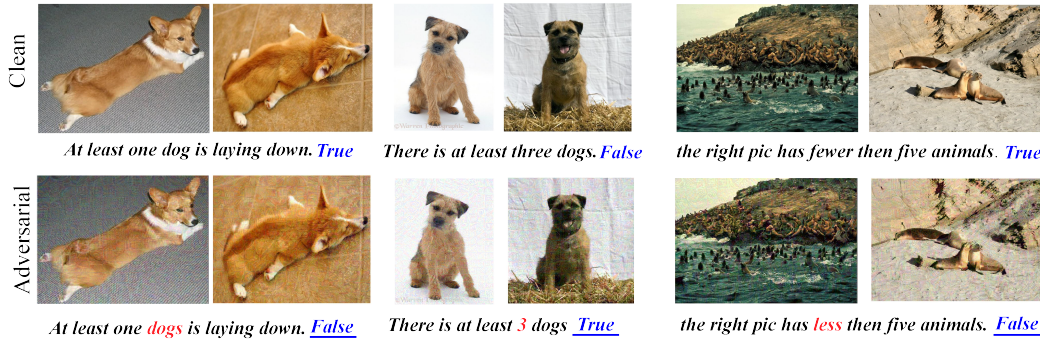 Clean
At least one dog is laying down. True
There is at least three dogs. False
the right pic has fewer then five animals. True
Adversarial
At least one dogs is laying down. False
There is at least 3 dogs True
the right pic has less then five animals. False